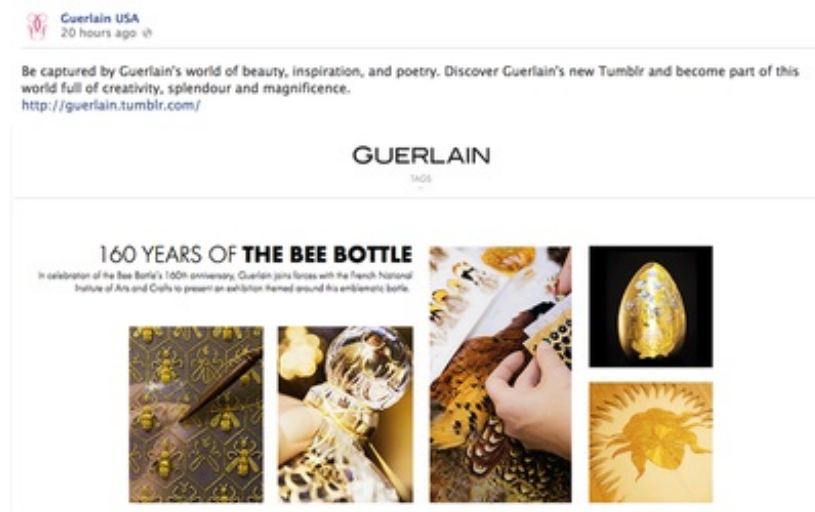 Guerlain USA
20 hours ago
Be captured by Guerlain's world of beauty, inspiration, and poetry. Discover Guerlain's new Tumblr and become part of this
world full of creativity, splendour and magnificence.
http://guerlain.tumblr.com/
GUERLAIN
TAGS
160 YEARS OF THE BEE BOTTLE
In celebration of the Bee Bottle's 160th anniversary, Guerlain joins forces with the French National
Institute of Arts and Crafts to present an exhibition themed around this emblematic bottle.